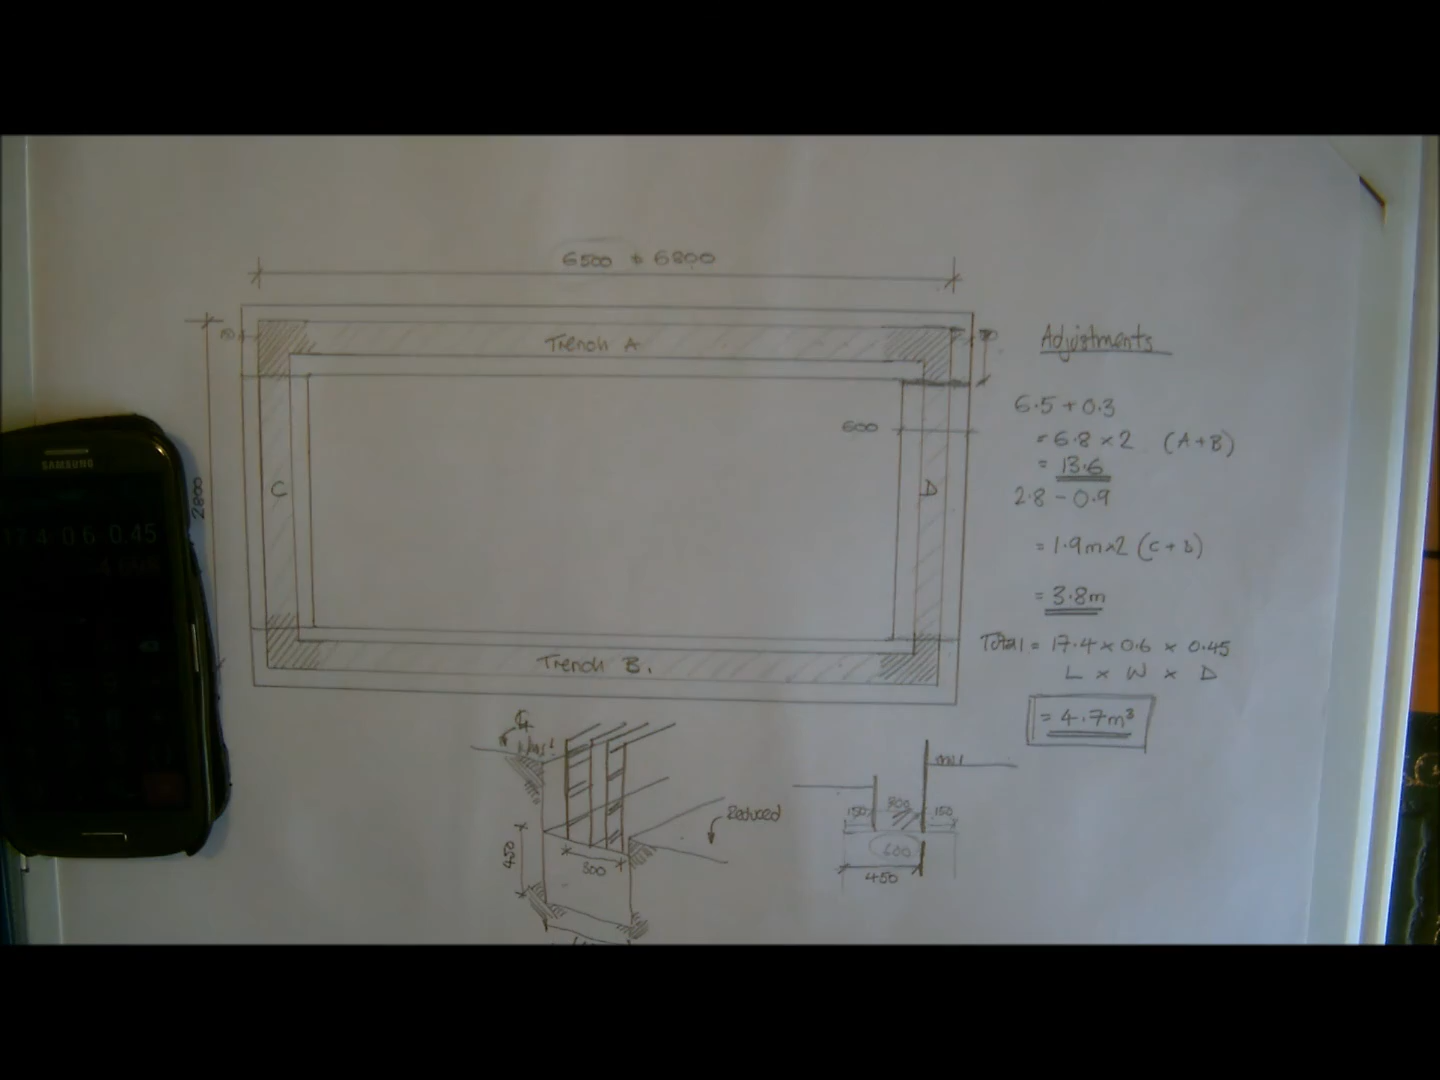 6500 + 6800
Trench A
Adjustments
6.5 + 0.3
= 6.8 x 2 (A+B)
= 13.6
2.8 - 0.9
= 1.9m x 2
= 3.8m
Total = 17.4 x 0.6 x 0.45
L x W x D
= 4.7m³
600
2800
C
D
Trench B.
SAMSUNG
Reduced
450
300
150
150
600
450